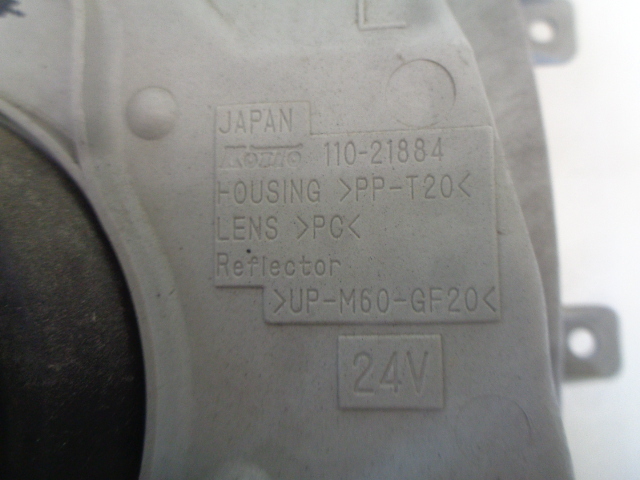 L
JAPAN
KOITO 110-21884
HOUSING >PP-T20<
LENS >PC<
Reflector
>UP-M60-GF20<
24V